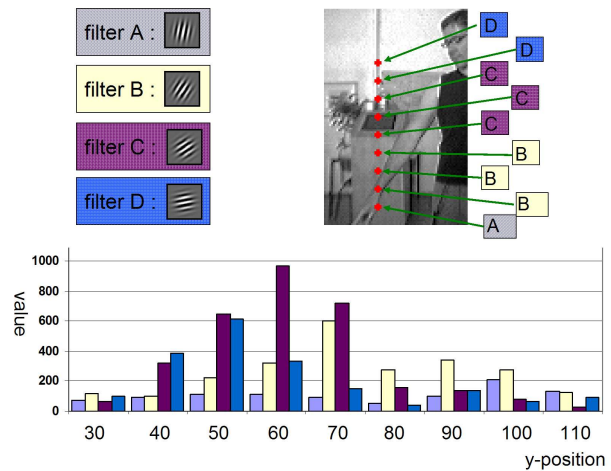 filter A :
filter B :
filter C :
filter D :
D
D
C
C
C
B
B
B
A
value
1000
800
600
400
200
0
30 40 50 60 70 80 90 100 110
y-position